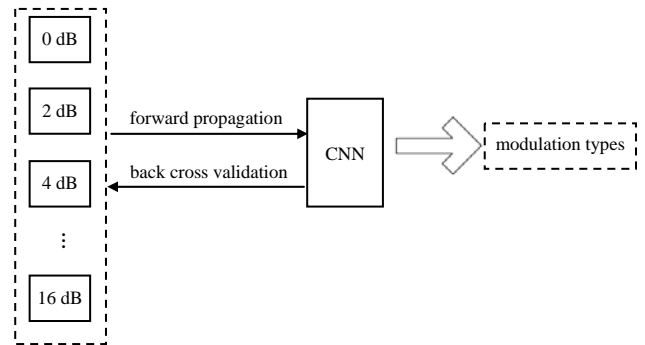 0 dB
2 dB
4 dB
...
16 dB
forward propagation
back cross validation
CNN
modulation types